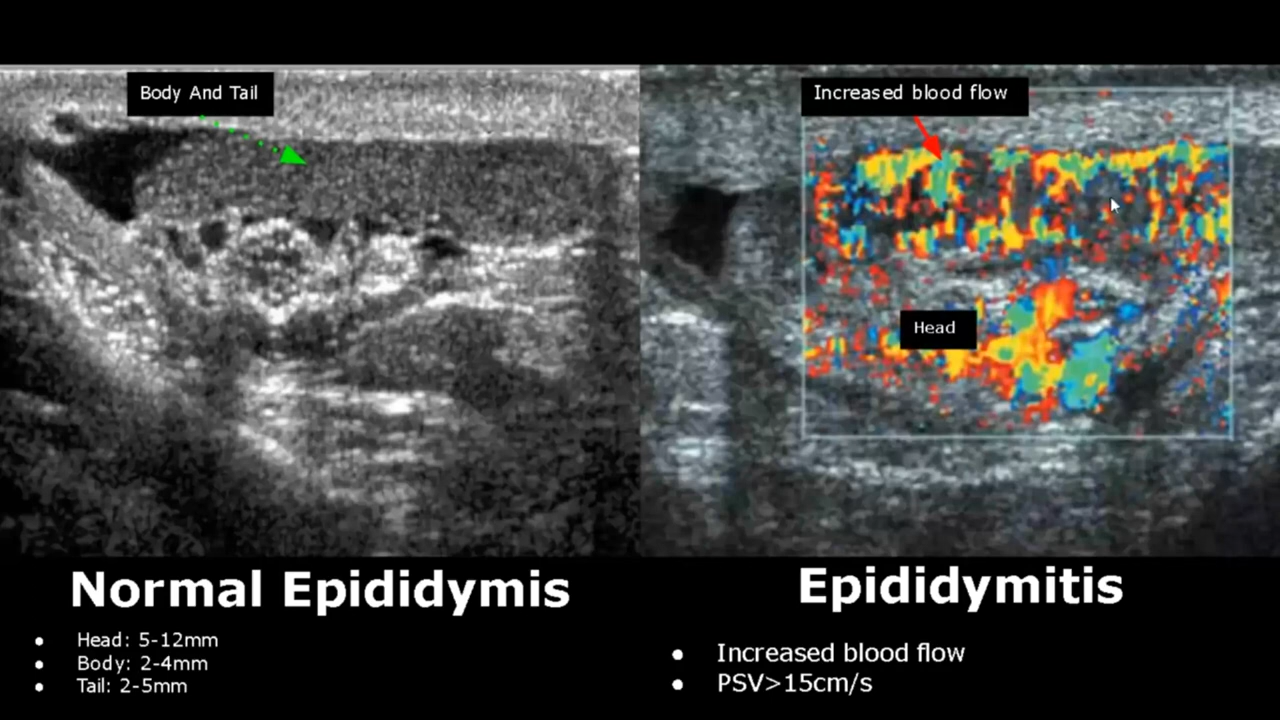 Body And Tail
Increased blood flow
Head
Normal Epididymis
Head: 5-12mm
Body: 2-4mm
Tail: 2-5mm
Epididymitis
Increased blood flow
PSV>15cm/s